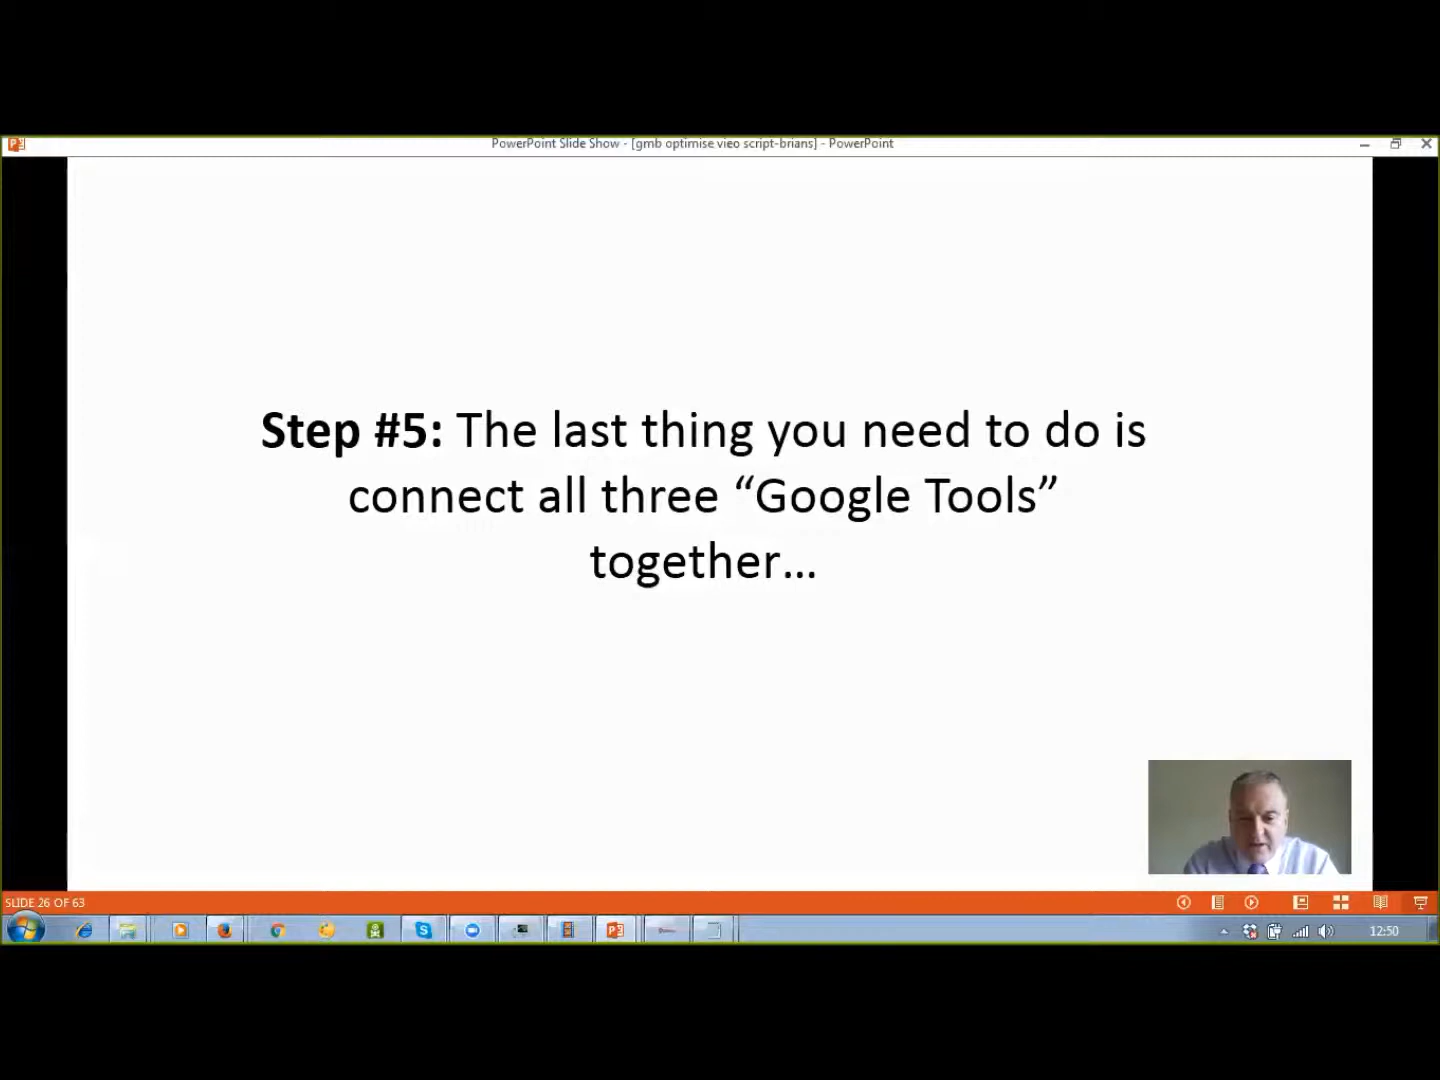 PowerPoint Slide Show - [gmb optimise vieo script-brians] - PowerPoint
Step #5: The last thing you need to do is
connect all three “Google Tools”
together...
SLIDE 26 OF 63
12:50